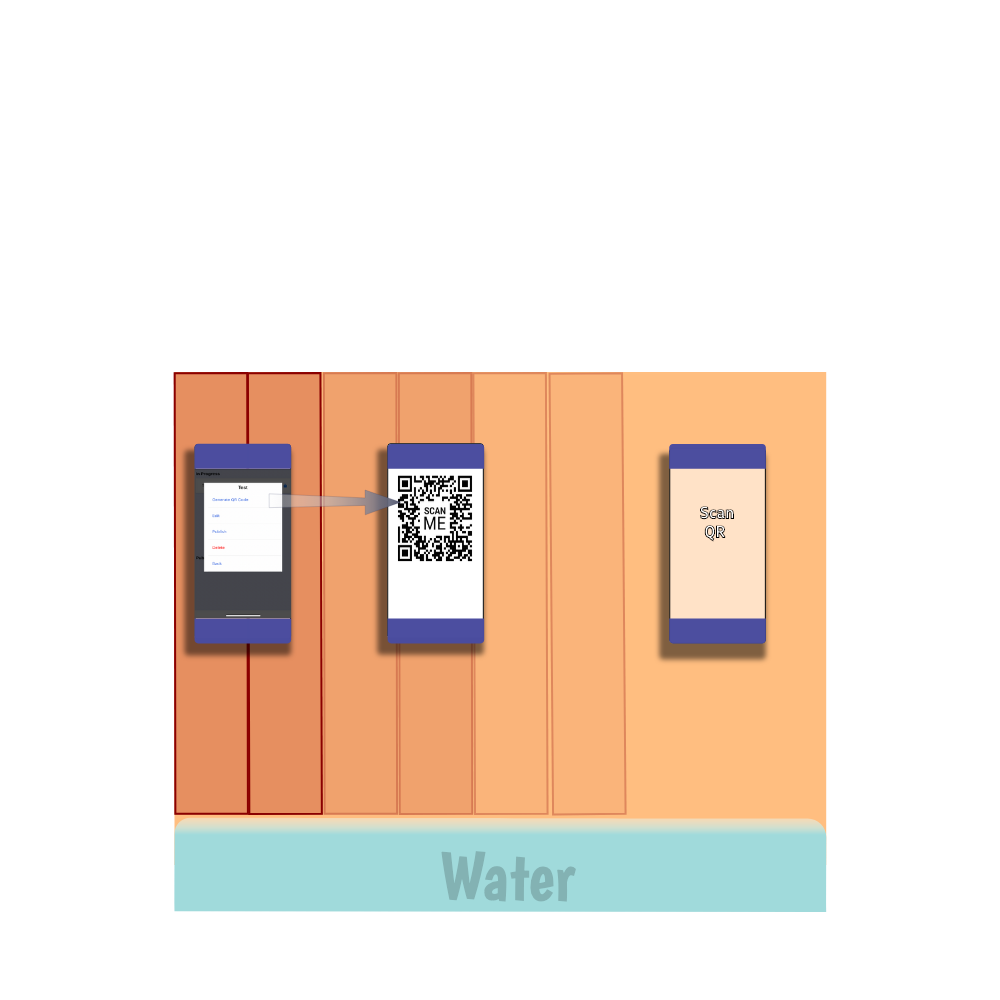 In Progress
Test
Generate QR Code
Edit
Position
Delete
Back
SCAN
ME
Scan
QR
Water